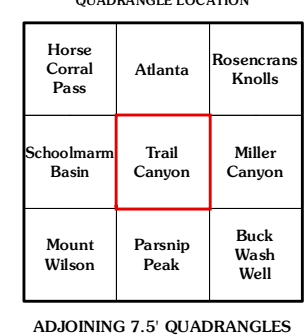 QUADRANGLE LOCATION
Horse
Corral
Pass
Atlanta
Rosencrans
Knolls
Schoolmarm
Basin
Trail
Canyon
Miller
Canyon
Mount
Wilson
Parsnip
Peak
Buck
Wash
Well
ADJOINING 7.5' QUADRANGLES